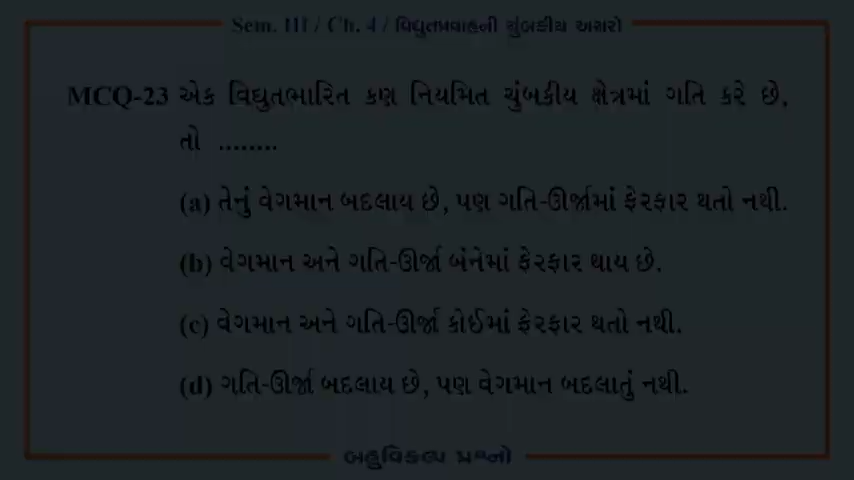 Sem. III / Ch. 4 / વિદ્યુતપ્રવાહની ચુંબકીય અસરો
MCQ-23 એક વિદ્યુતભારિત કણ નિયમિત ચુંબકીય ક્ષેત્રમાં ગતિ કરે છે,
તો ........
(a) તેનું વેગમાન બદલાય છે, પણ ગતિ-ઊર્જામાં ફેરફાર થતો નથી.
(b) વેગમાન અને ગતિ-ઊર્જા બંનેમાં ફેરફાર થાય છે.
(c) વેગમાન અને ગતિ-ઊર્જા કોઈમાં ફેરફાર થતો નથી.
(d) ગતિ-ઊર્જા બદલાય છે, પણ વેગમાન બદલાતું નથી.
બહુવિકલ્પ પ્રશ્નો